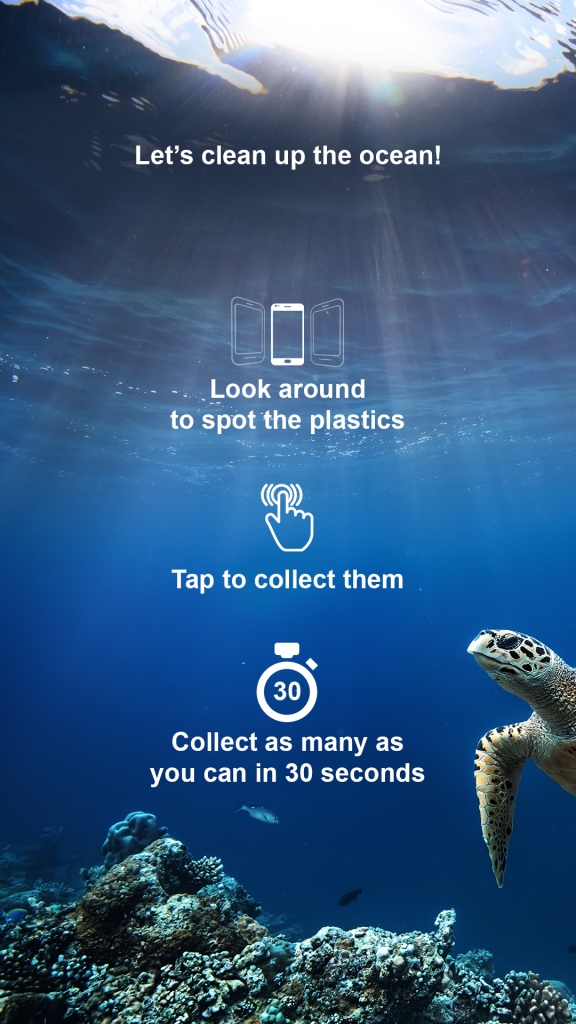 Let’s clean up the ocean!
Look around
to spot the plastics
Tap to collect them
30
Collect as many as
you can in 30 seconds